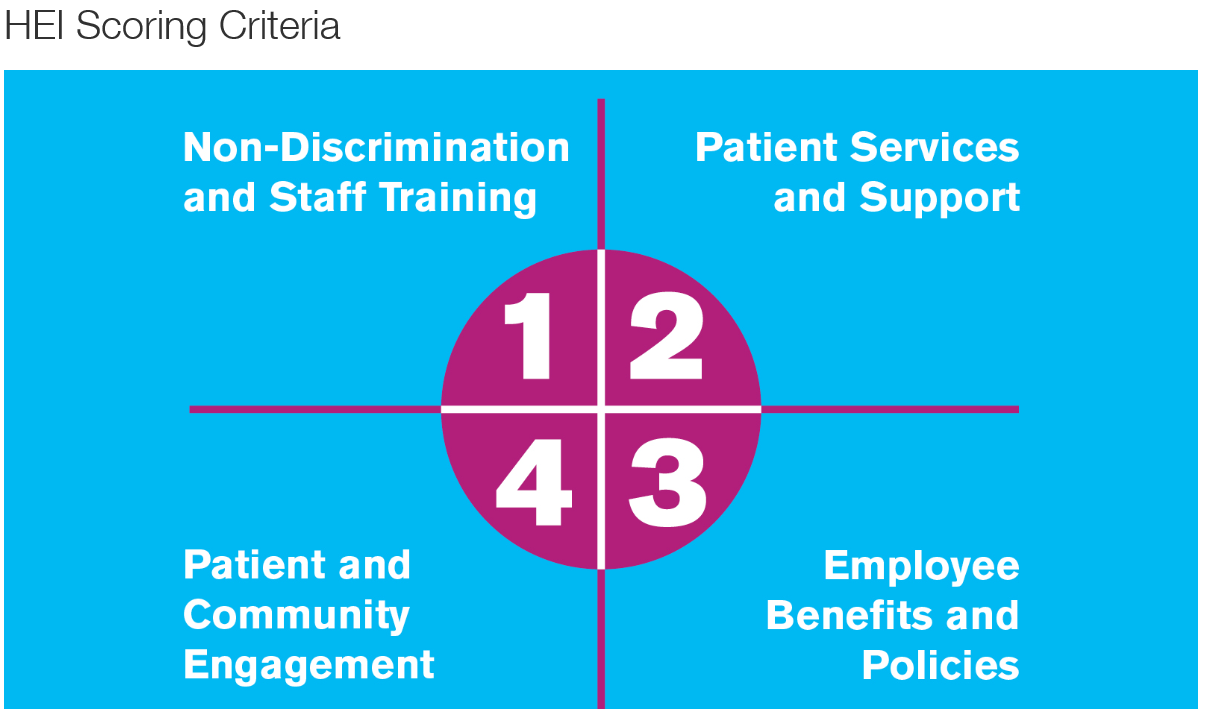 HEI Scoring Criteria
Non-Discrimination
and Staff Training
Patient Services
and Support
1
2
4
3
Patient and
Community
Engagement
Employee
Benefits and
Policies